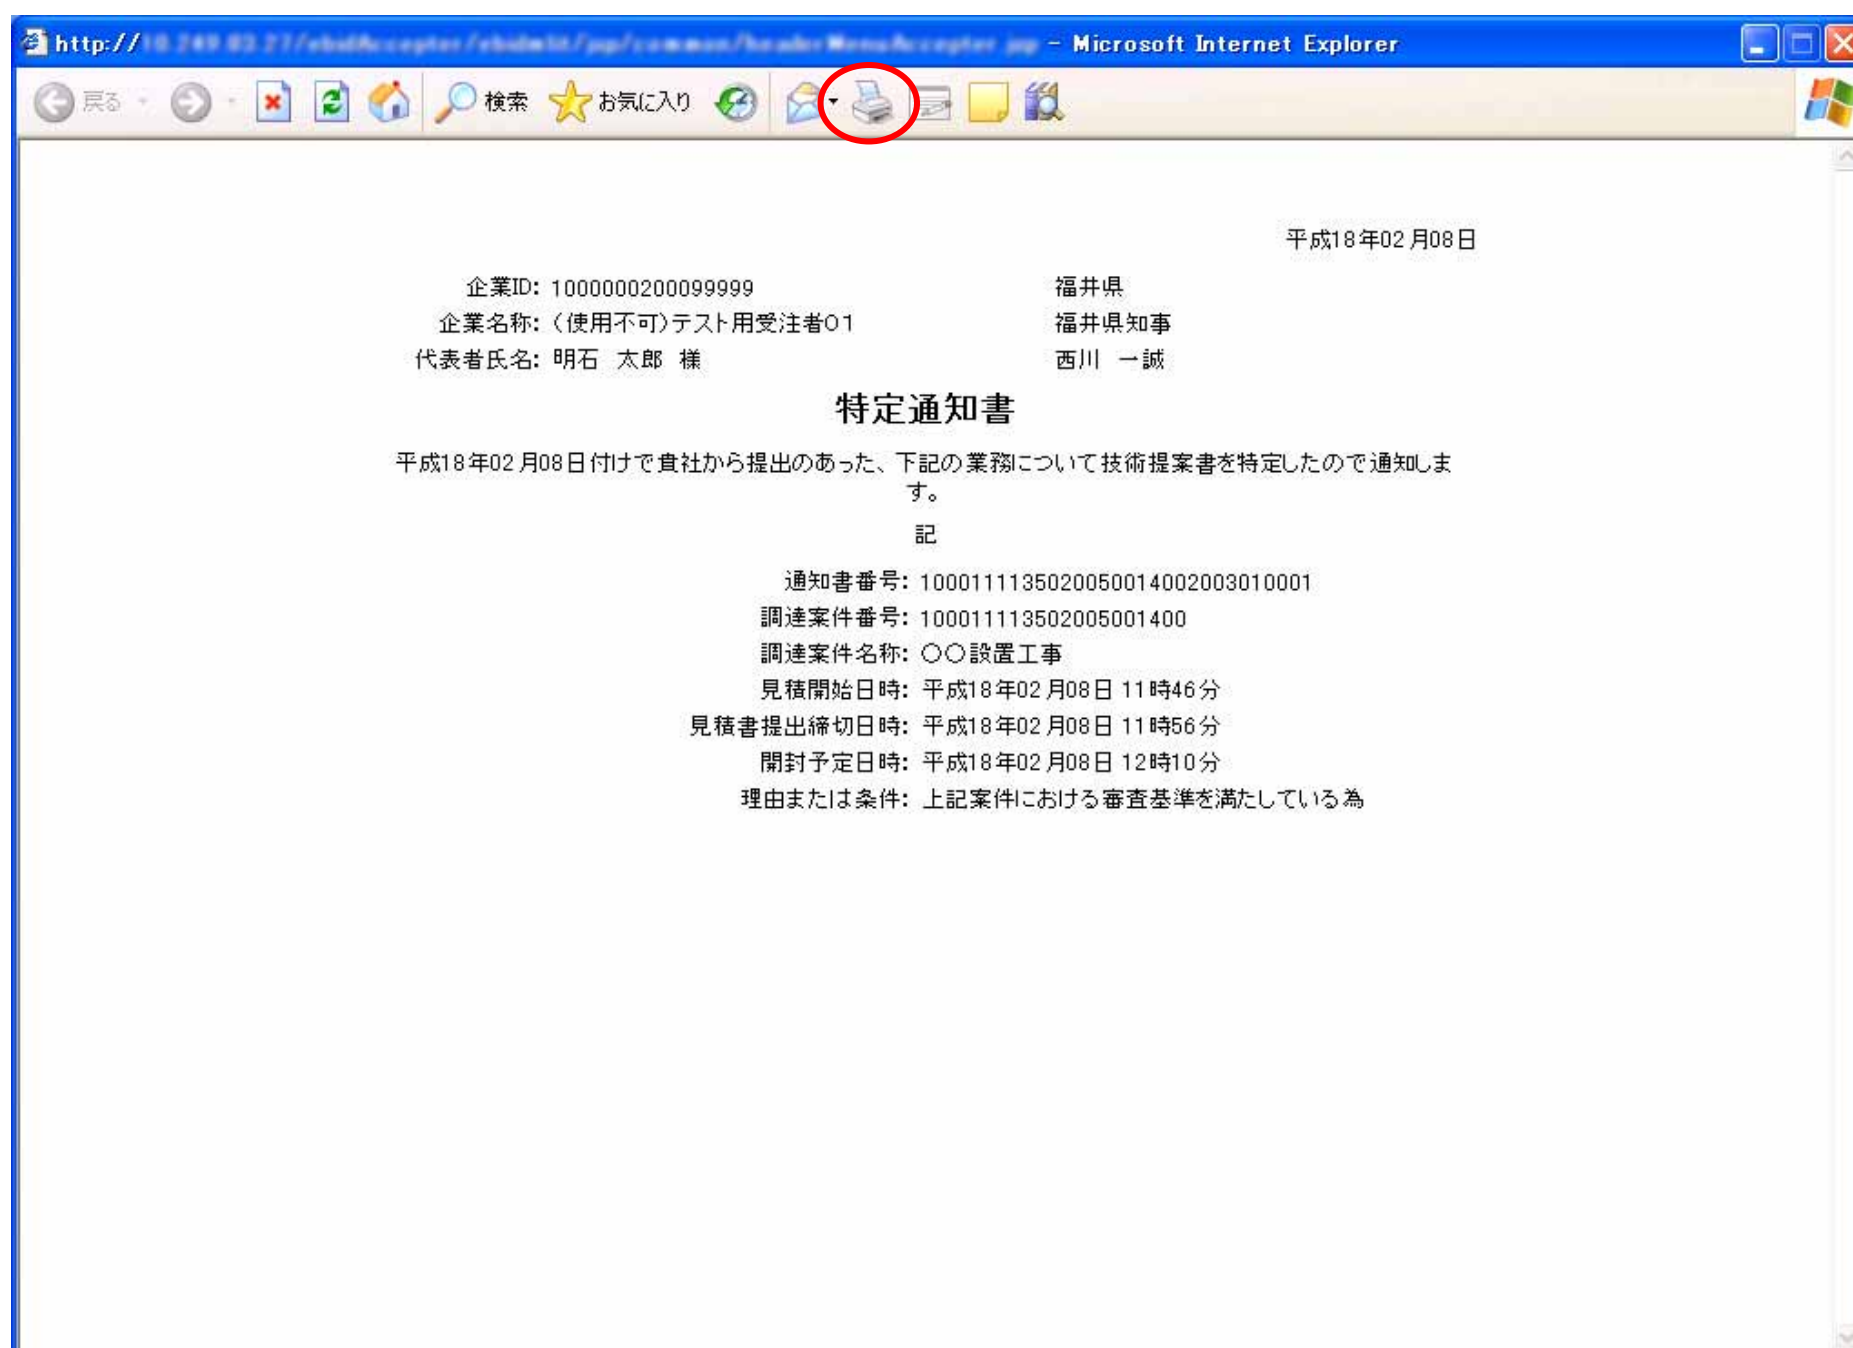 http:// - Microsoft Internet Explorer
戻る 検索 お気に入り
平成18年02月08日
企業ID: 1000000200099999 福井県
企業名称: (使用不可)テスト用受注者01 福井県知事
代表者氏名: 明石 太郎 様 西川 一誠
特定通知書
平成18年02月08日付けで貴社から提出のあった、下記の業務について技術提案書を特定したので通知しま
す。
記
通知書番号: 1000111135020050014002003010001
調達案件番号: 100011113502005001400
調達案件名称: 〇〇設置工事
見積開始日時: 平成18年02月08日 11時46分
見積書提出締切日時: 平成18年02月08日 11時56分
開封予定日時: 平成18年02月08日 12時10分
理由または条件: 上記案件における審査基準を満たしている為